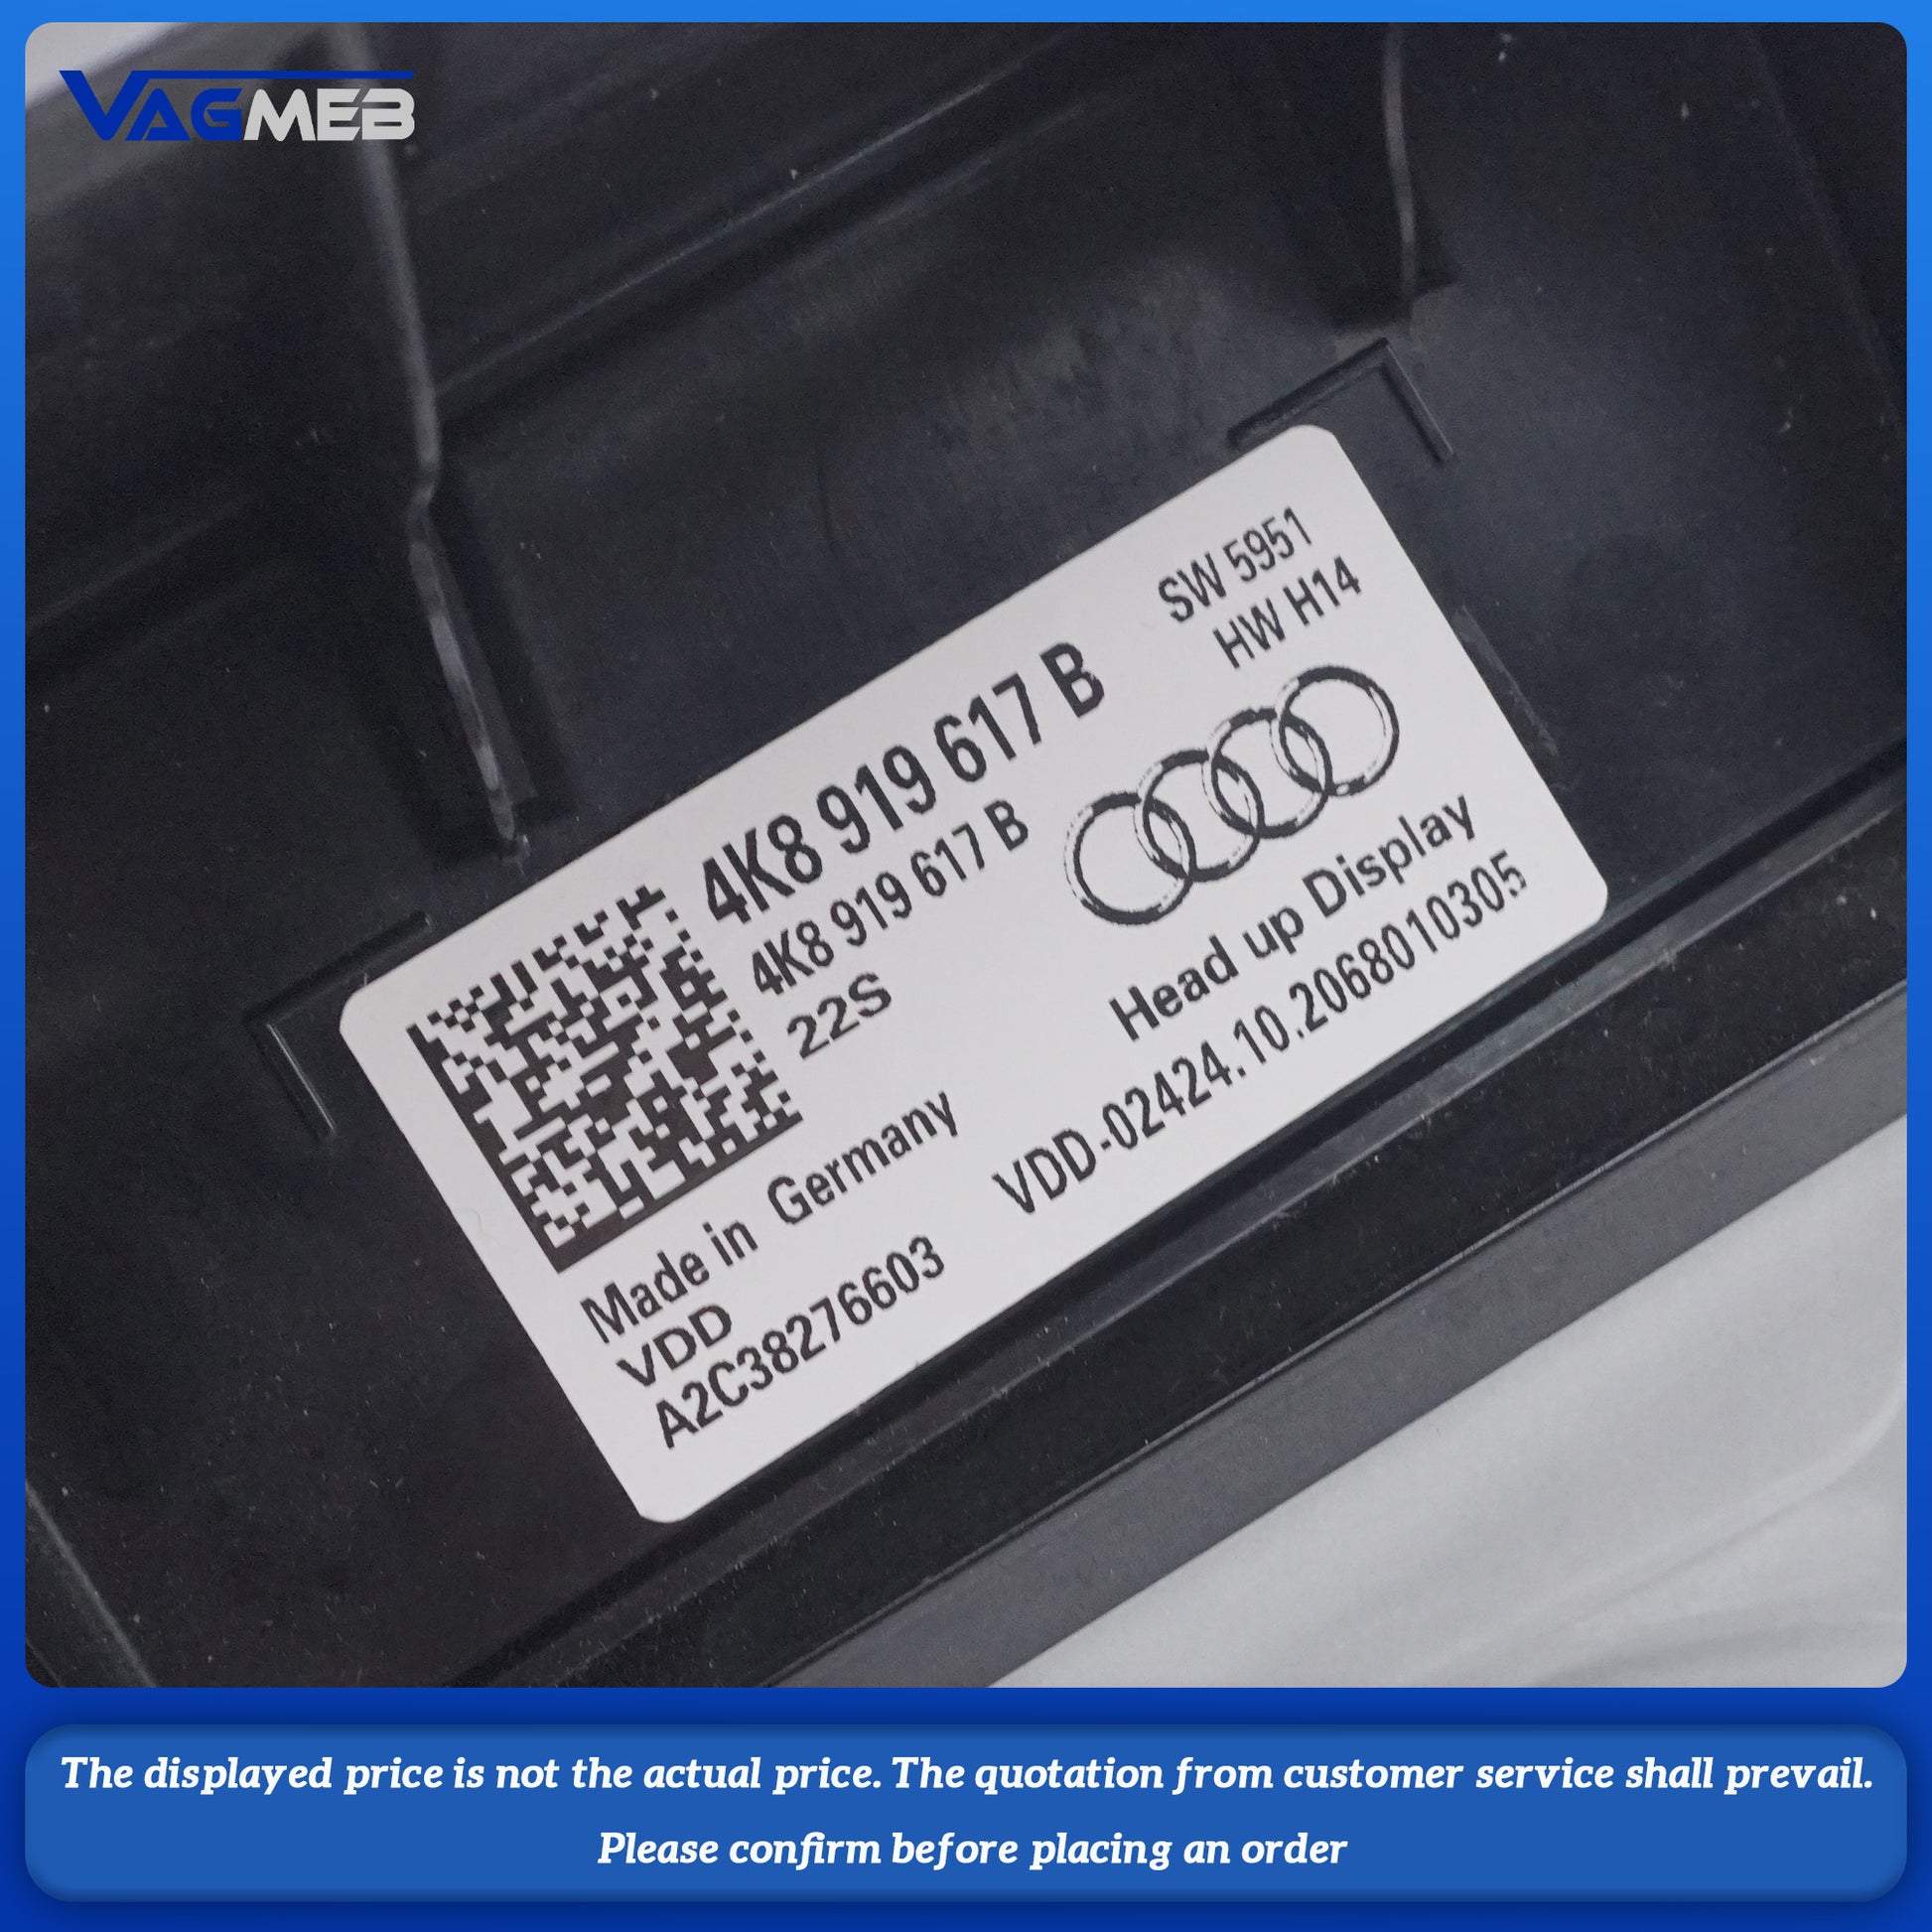 VAGMEB
SW 5951
HW H14
4K8 919 617 B
4K8 919 617 B
22S
Head up Display
VDD-02424.10.2068010305
Made in Germany
VDD
A2C38276603
The displayed price is not the actual price. The quotation from customer service shall prevail.
Please confirm before placing an order